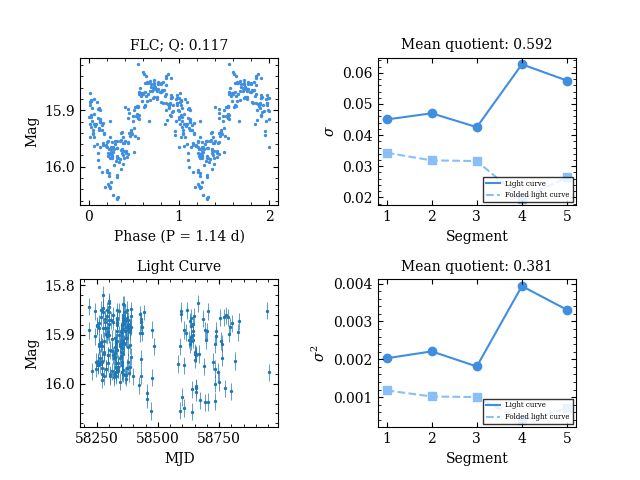 FLC; Q: 0.117
Mag
15.9
16.0
0
1
2
Phase (P = 1.14 d)
Mean quotient: 0.592
σ
0.06
0.05
0.04
0.03
0.02
1
2
3
4
5
Segment
Light curve
Folded light curve
Light Curve
Mag
15.8
15.9
16.0
58250
58500
58750
MJD
Mean quotient: 0.381
σ²
0.004
0.003
0.002
0.001
1
2
3
4
5
Segment
Light curve
Folded light curve